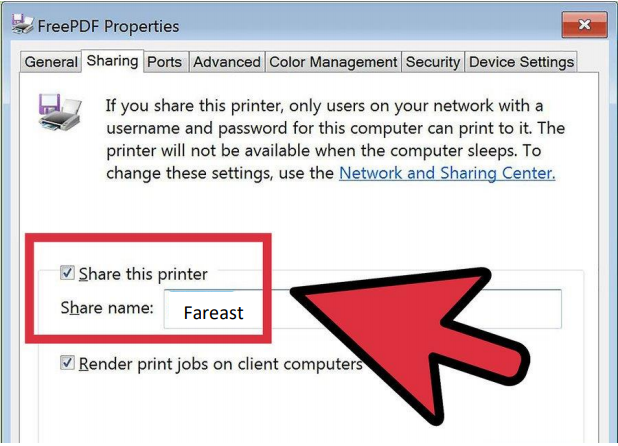 FreePDF Properties
General Sharing Ports Advanced Color Management Security Device Settings
If you share this printer, only users on your network with a
username and password for this computer can print to it. The
printer will not be available when the computer sleeps. To
change these settings, use the Network and Sharing Center.
Share this printer
Share name: Fareast
Render print jobs on client computers